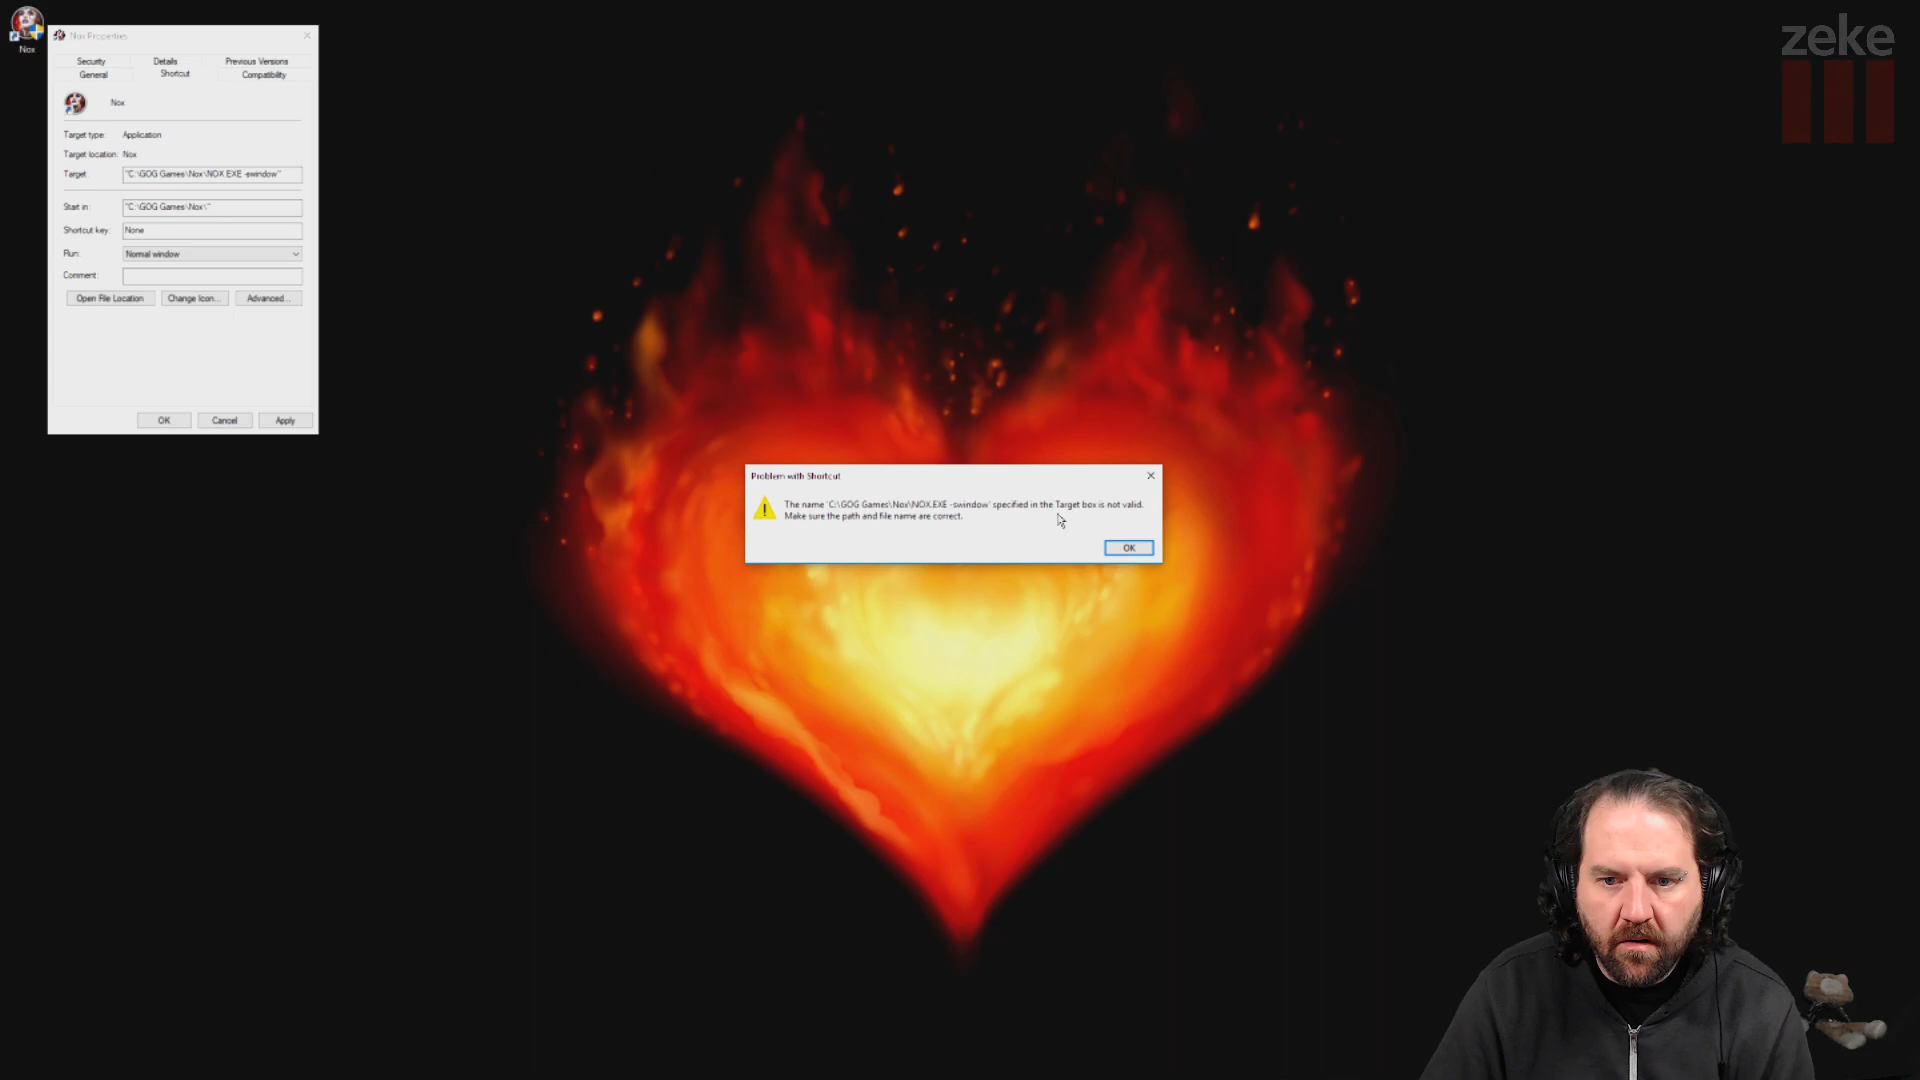 zeke
Nox
Nox Properties
Security
Details
Previous Versions
General
Shortcut
Compatibility
Nox
Target type: Application
Target location: Nox
Target: "C:\GOG Games\Nox\NOX.EXE -swindow"
Start in: "C:\GOG Games\Nox\"
Shortcut key: None
Run: Normal window
Comment:
Open File Location
Change Icon...
Advanced...
OK
Cancel
Apply
Problem with Shortcut
The name 'C:\GOG Games\Nox\NOX.EXE -swindow' specified in the Target box is not valid.
Make sure the path and file name are correct.
OK